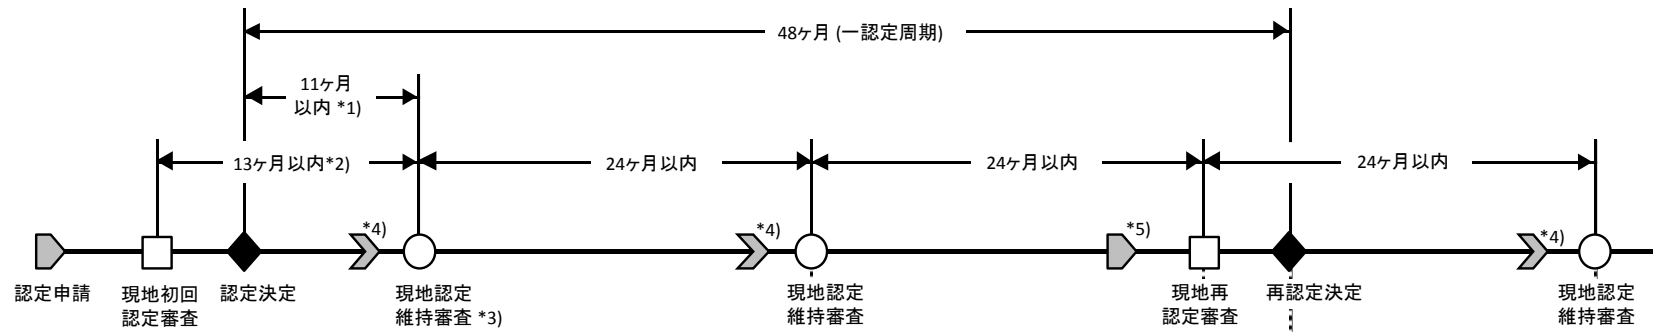 48ヶ月 (一認定周期)
11ヶ月
以内 *1)
13ヶ月以内*2)
24ヶ月以内
24ヶ月以内
24ヶ月以内
*4)
*4)
*5)
*4)
認定申請
現地初回
認定審査
認定決定
現地認定
維持審査 *3)
現地認定
維持審査
現地再
認定審査
再認定決定
現地認定
維持審査